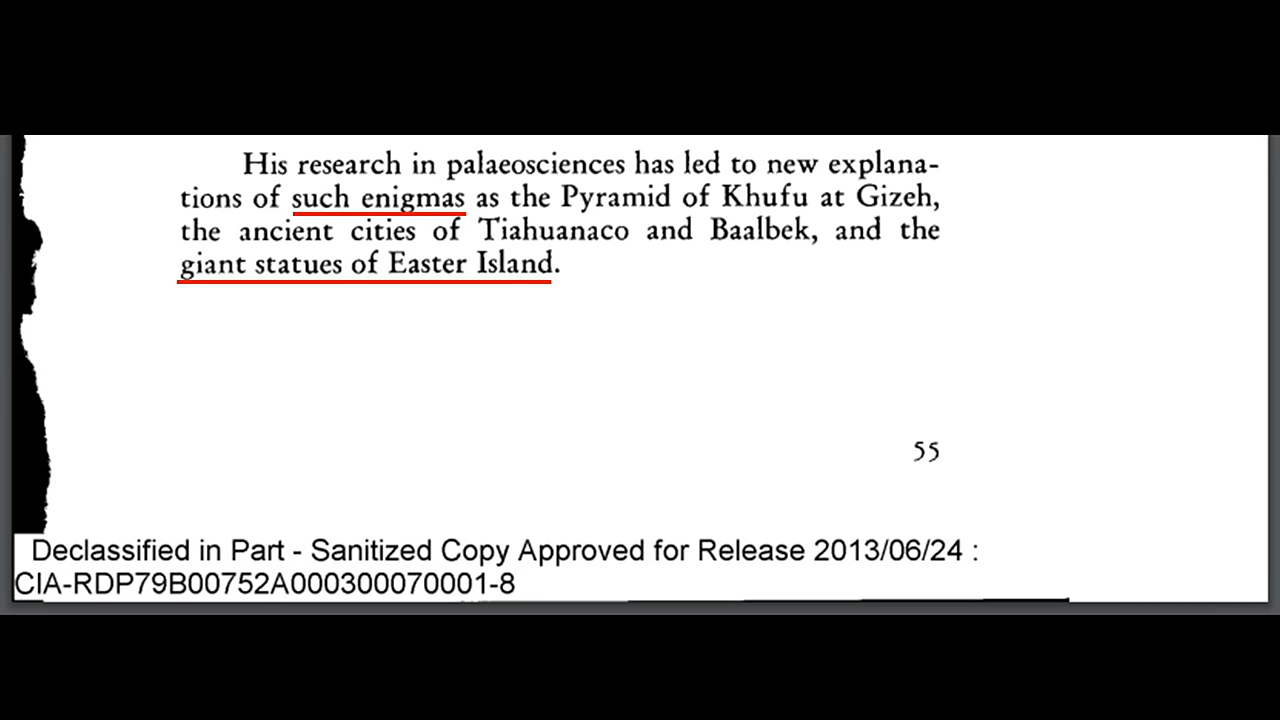 His research in palaeosciences has led to new explana-
tions of such enigmas as the Pyramid of Khufu at Gizeh,
the ancient cities of Tiahuanaco and Baalbek, and the
giant statues of Easter Island.
55
Declassified in Part - Sanitized Copy Approved for Release 2013/06/24 :
CIA-RDP79B00752A000300070001-8